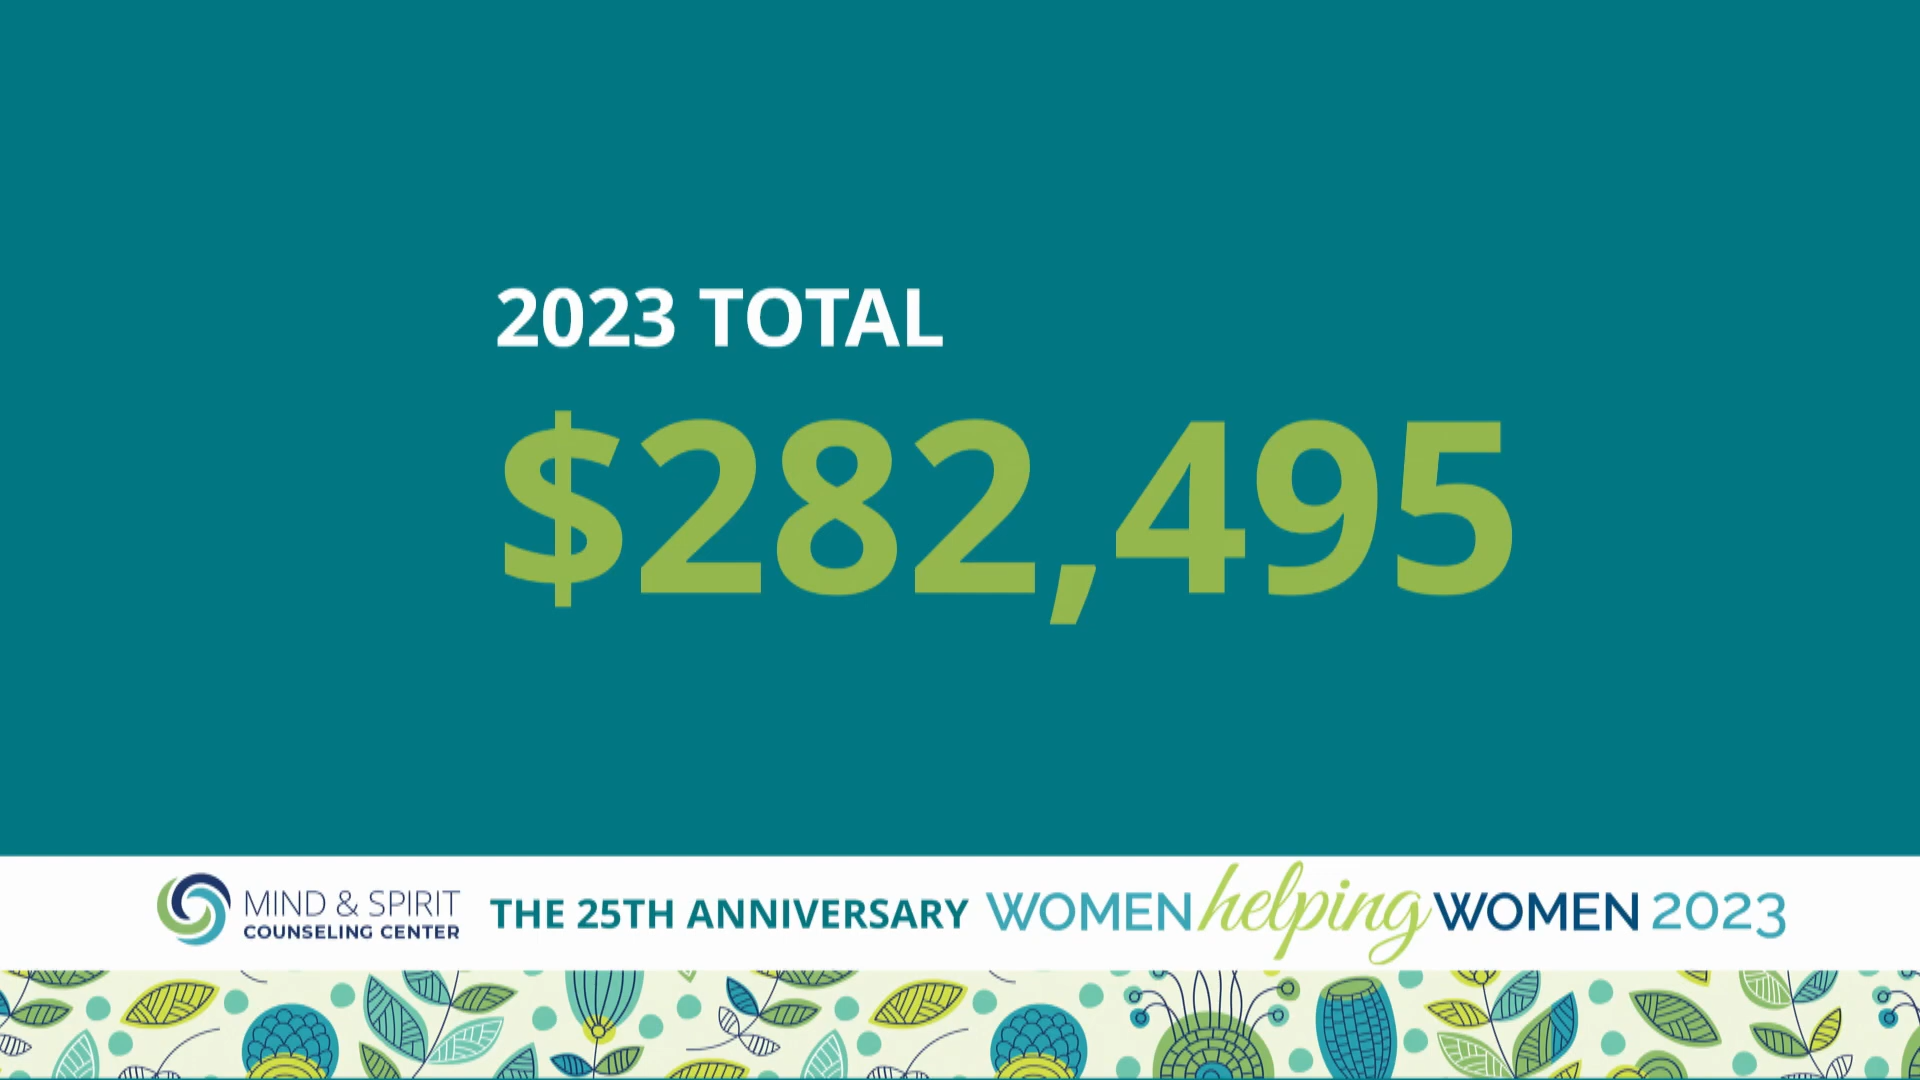 2023 TOTAL
$282,495
MIND & SPIRIT
COUNSELING CENTER
THE 25TH ANNIVERSARY
WOMEN helping WOMEN 2023